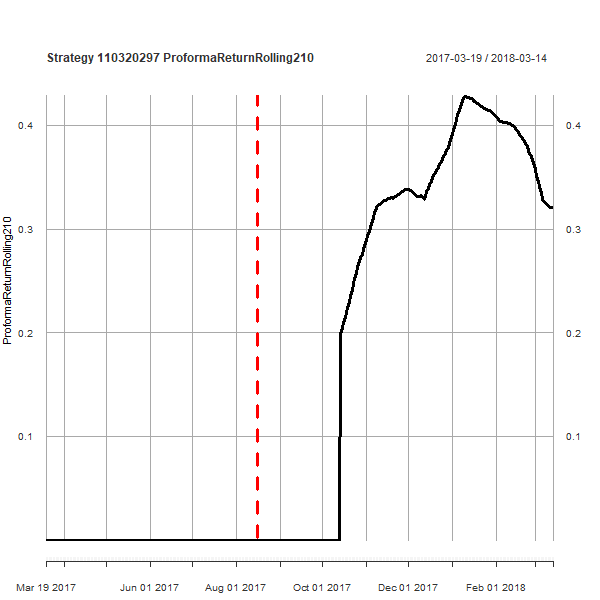 Strategy 110320297 ProformaReturnRolling210 2017-03-19 / 2018-03-14
0.4 0.4
0.3 0.3
0.2 0.2
0.1 0.1
ProformaReturnRolling210
Mar 19 2017 Jun 01 2017 Aug 01 2017 Oct 01 2017 Dec 01 2017 Feb 01 2018